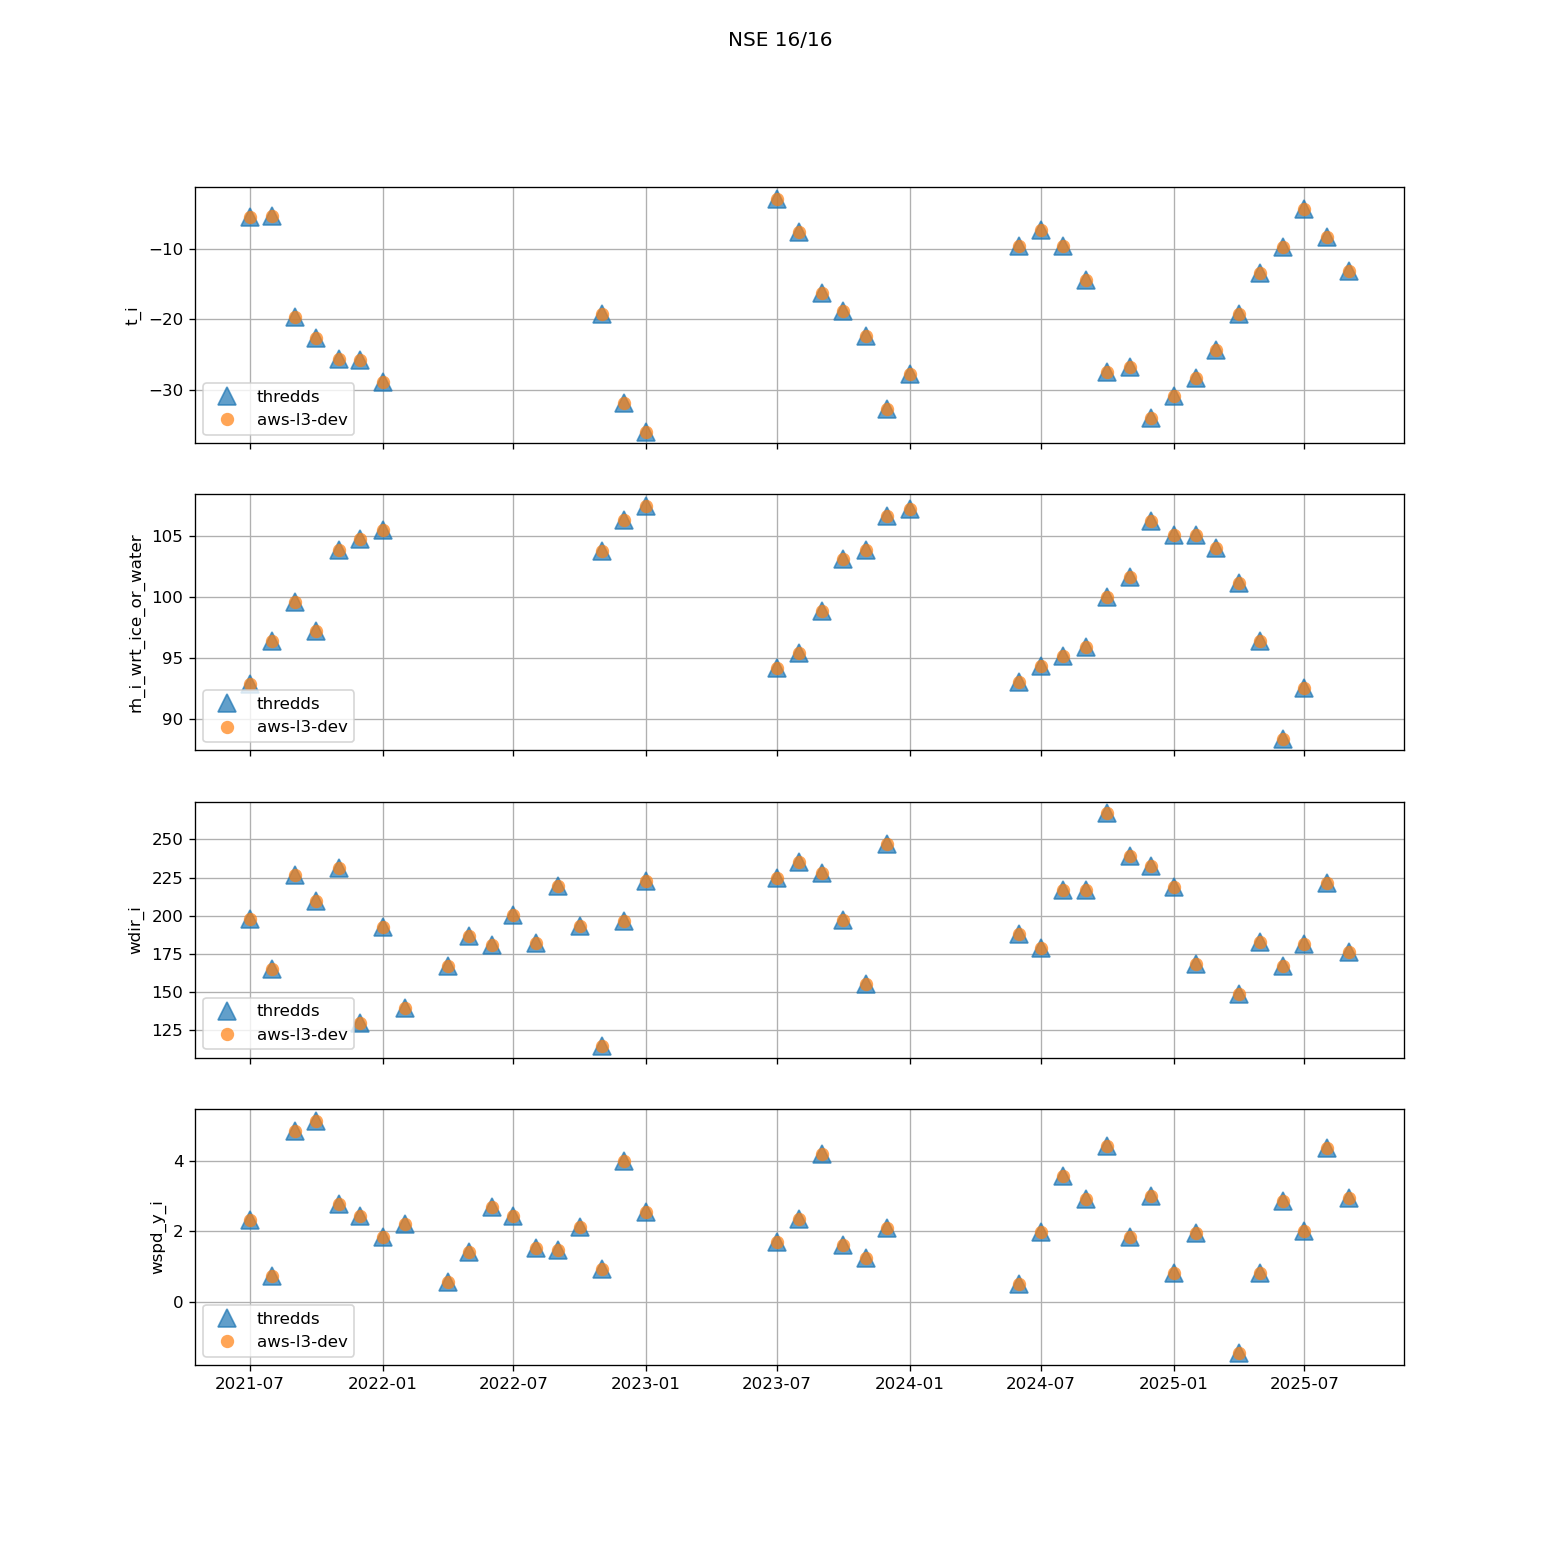 NSE 16/16
−10
−20
−30
t_i
thredds
aws-l3-dev
105
100
95
90
rh_i_wrt_ice_or_water
thredds
aws-l3-dev
250
225
200
175
150
125
wdir_i
thredds
aws-l3-dev
4
2
0
wspd_y_i
thredds
aws-l3-dev
2021-07 2022-01 2022-07 2023-01 2023-07 2024-01 2024-07 2025-01 2025-07